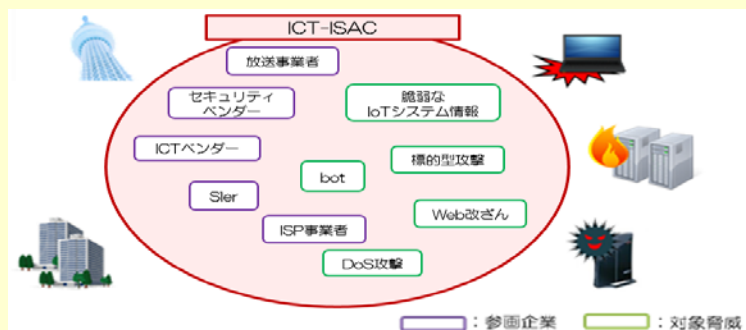 ICT-ISAC
放送事業者
セキュリティ
ベンダー
脆弱な
IoTシステム情報
ICTベンダー
標的型攻撃
bot
SIer
Web改ざん
ISP事業者
DoS攻撃
：参画企業
：対象脅威